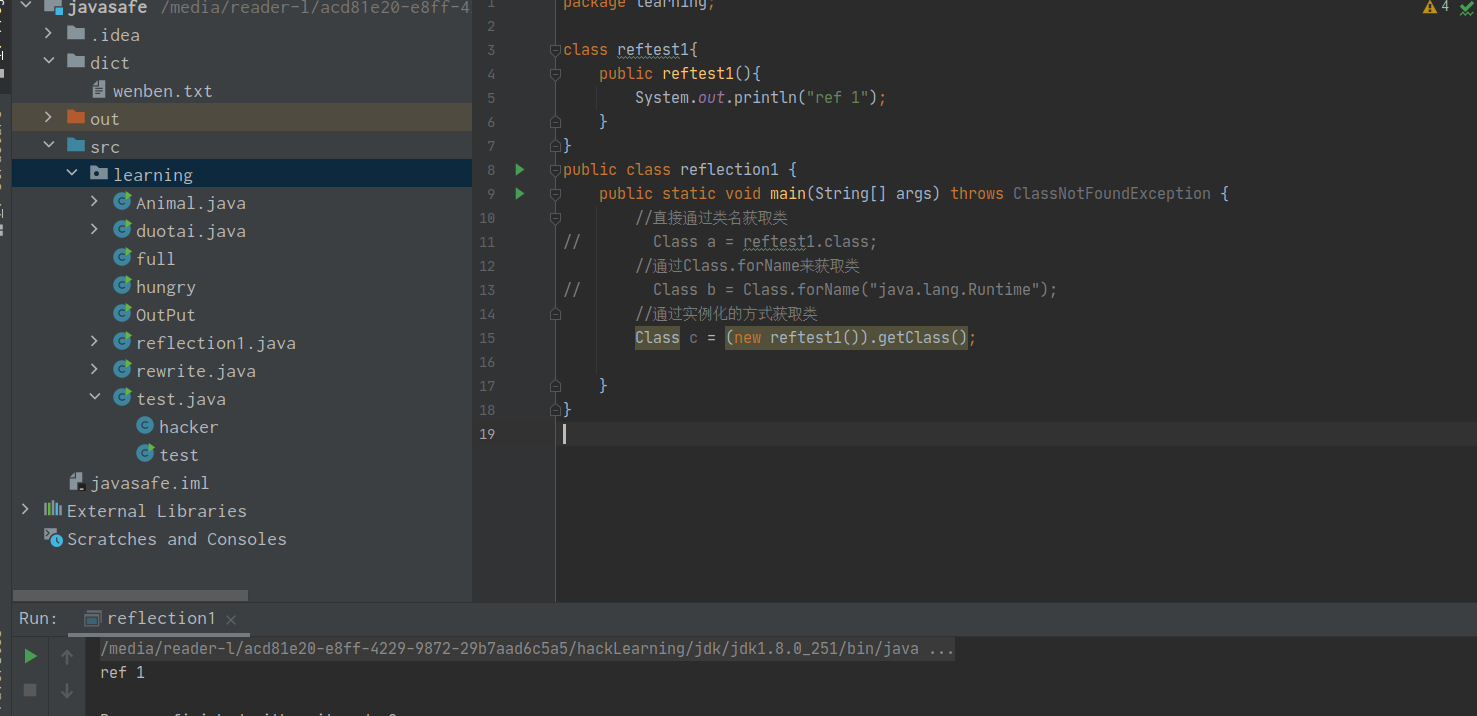 javasafe /media/reader-l/acd81e20-e8ff-4
.idea
dict
wenben.txt
out
src
learning
Animal.java
duotai.java
full
hungry
OutPut
reflection1.java
rewrite.java
test.java
hacker
test
javasafe.iml
External Libraries
Scratches and Consoles
4
1 package learning;
2
3 class reftest1{
4 public reftest1(){
5 System.out.println("ref 1");
6 }
7 }
8 public class reflection1 {
9 public static void main(String[] args) throws ClassNotFoundException {
10 //直接通过类名获取类
11 // Class a = reftest1.class;
12 //通过Class.forName来获取类
13 // Class b = Class.forName("java.lang.Runtime");
14 //通过实例化的方式获取类
15 Class c = (new reftest1()).getClass();
16
17 }
18 }
19
Run: reflection1
/media/reader-l/acd81e20-e8ff-4229-9872-29b7aad6c5a5/hackLearning/jdk/jdk1.8.0_251/bin/java ...
ref 1